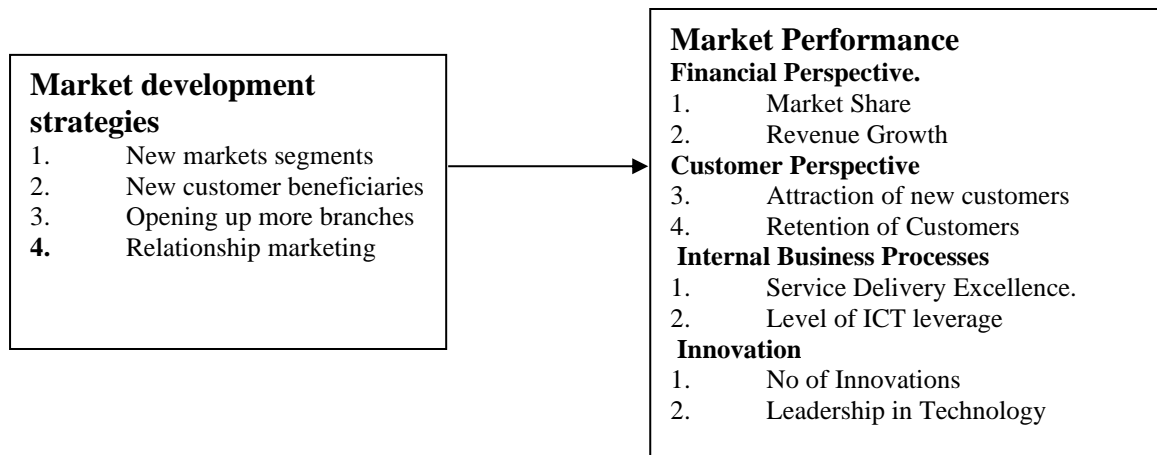 Market development
strategies
1. New markets segments
2. New customer beneficiaries
3. Opening up more branches
4. Relationship marketing
Market Performance
Financial Perspective.
1. Market Share
2. Revenue Growth
Customer Perspective
3. Attraction of new customers
4. Retention of Customers
Internal Business Processes
1. Service Delivery Excellence.
2. Level of ICT leverage
Innovation
1. No of Innovations
2. Leadership in Technology